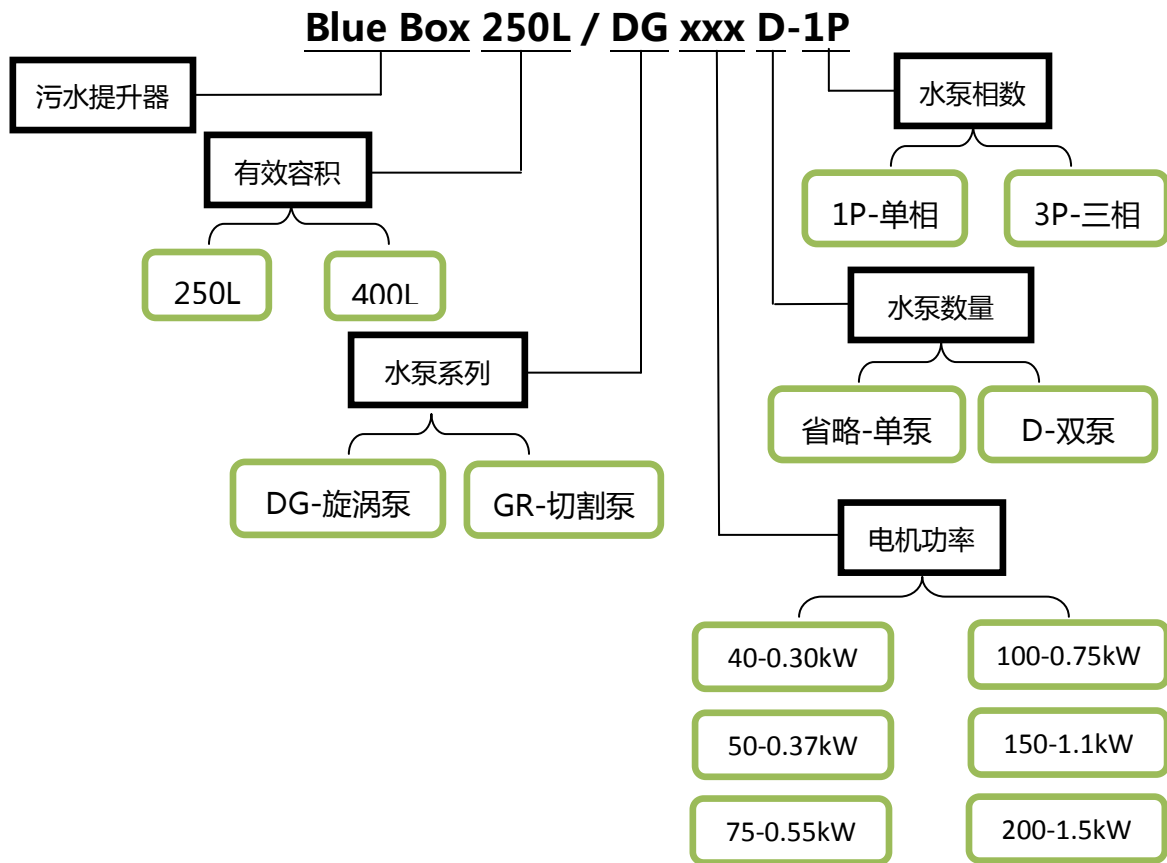 Blue Box 250L / DG xxx D-1P
污水提升器
水泵相数
有效容积
1P-单相
3P-三相
250L
400L
水泵数量
水泵系列
省略-单泵
D-双泵
DG-旋涡泵
GR-切割泵
电机功率
40-0.30kW
100-0.75kW
50-0.37kW
150-1.1kW
75-0.55kW
200-1.5kW